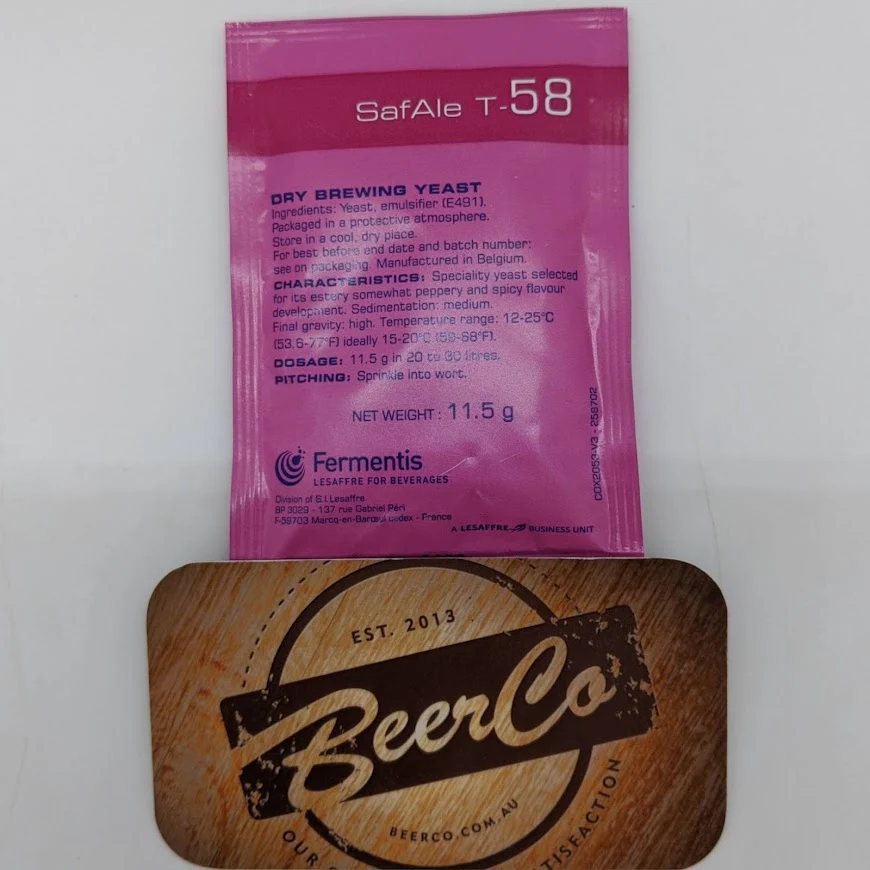 SafAle T-58
DRY BREWING YEAST
Ingredients: Yeast, emulsifier (E491).
Packaged in a protective atmosphere.
Store in a cool, dry place.
For best before end date and batch number:
see on packaging. Manufactured in Belgium.
CHARACTERISTICS: Speciality yeast selected
for its estery somewhat peppery and spicy flavour
development. Sedimentation: medium.
Final gravity: high. Temperature range: 12-25°C
(53.6-77°F) ideally 15-20°C (59-68°F).
DOSAGE: 11.5 g in 20 to 30 litres.
PITCHING: Sprinkle into wort.
NET WEIGHT : 11.5 g
COX2053-V3 - 258702
Fermentis
LESAFFRE FOR BEVERAGES
Division of S.I.Lesaffre
BP 3029 - 137 rue Gabriel Péri
F-59703 Marcq-en-Barœul cedex - France
A LESAFFRE BUSINESS UNIT
EST. 2013
BeerCo
BEERCO.COM.AU
OUR